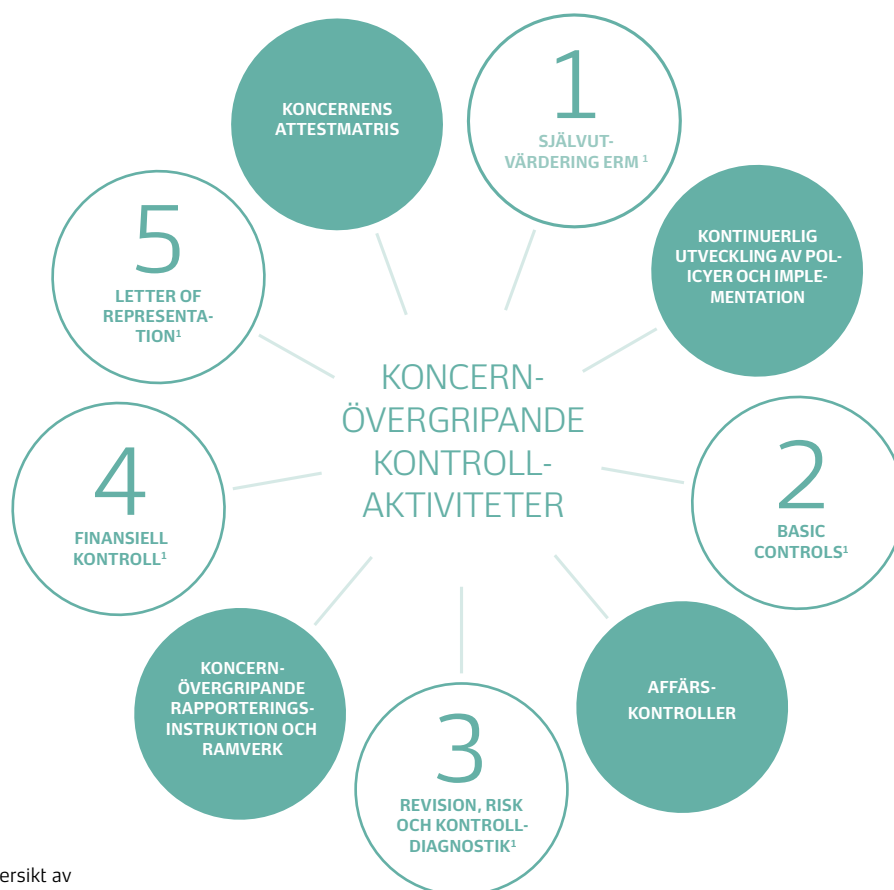 KONCERNENS
ATTESTMATRIS
1
SJÄLVUT-
VÄRDERING ERM ¹
KONTINUERLIG
UTVECKLING AV POL-
ICYER OCH IMPLE-
MENTATION
5
LETTER OF
REPRESENTA-
TION¹
KONCERN-
ÖVERGRIPANDE
KONTROLL-
AKTIVITETER
4
FINANSIELL
KONTROLL¹
2
BASIC
CONTROLS¹
KONCERN-
ÖVERGRIPANDE
RAPPORTERINGS-
INSTRUKTION OCH
RAMVERK
AFFÄRS-
KONTROLLER
3
REVISION, RISK
OCH KONTROLL-
DIAGNOSTIK¹
ersikt av